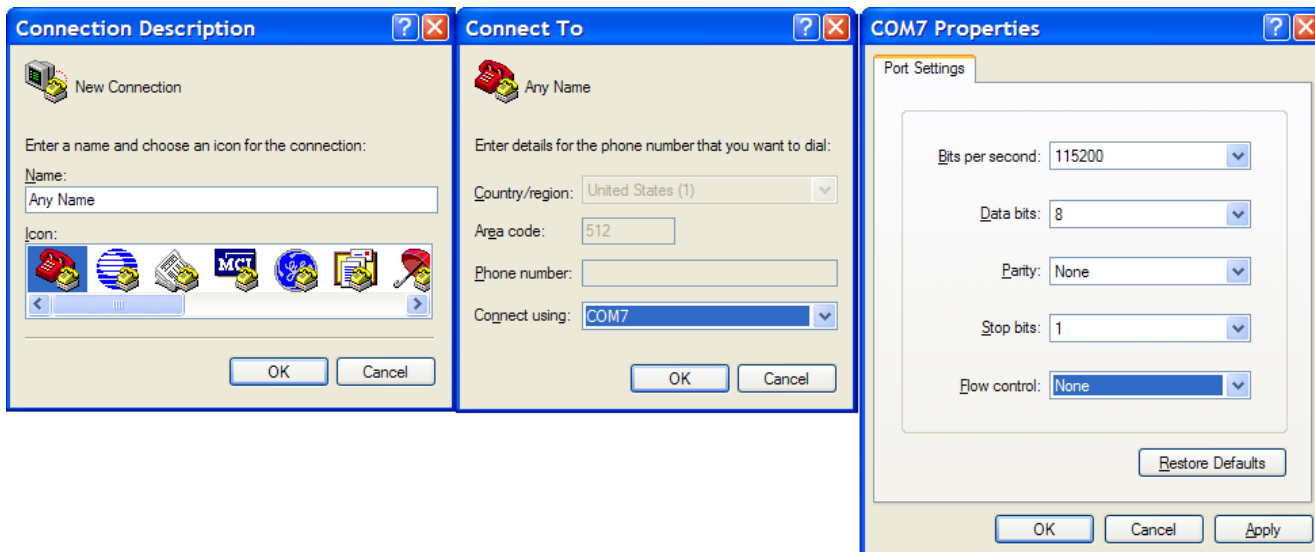 Connection Description
New Connection
Enter a name and choose an icon for the connection:
Name:
Any Name
Icon:
MCI
OK Cancel
Connect To
Any Name
Enter details for the phone number that you want to dial:
Country/region: United States (1)
Area code: 512
Phone number:
Connect using: COM7
OK Cancel
COM7 Properties
Port Settings
Bits per second: 115200
Data bits: 8
Parity: None
Stop bits: 1
Flow control: None
Restore Defaults
OK Cancel Apply